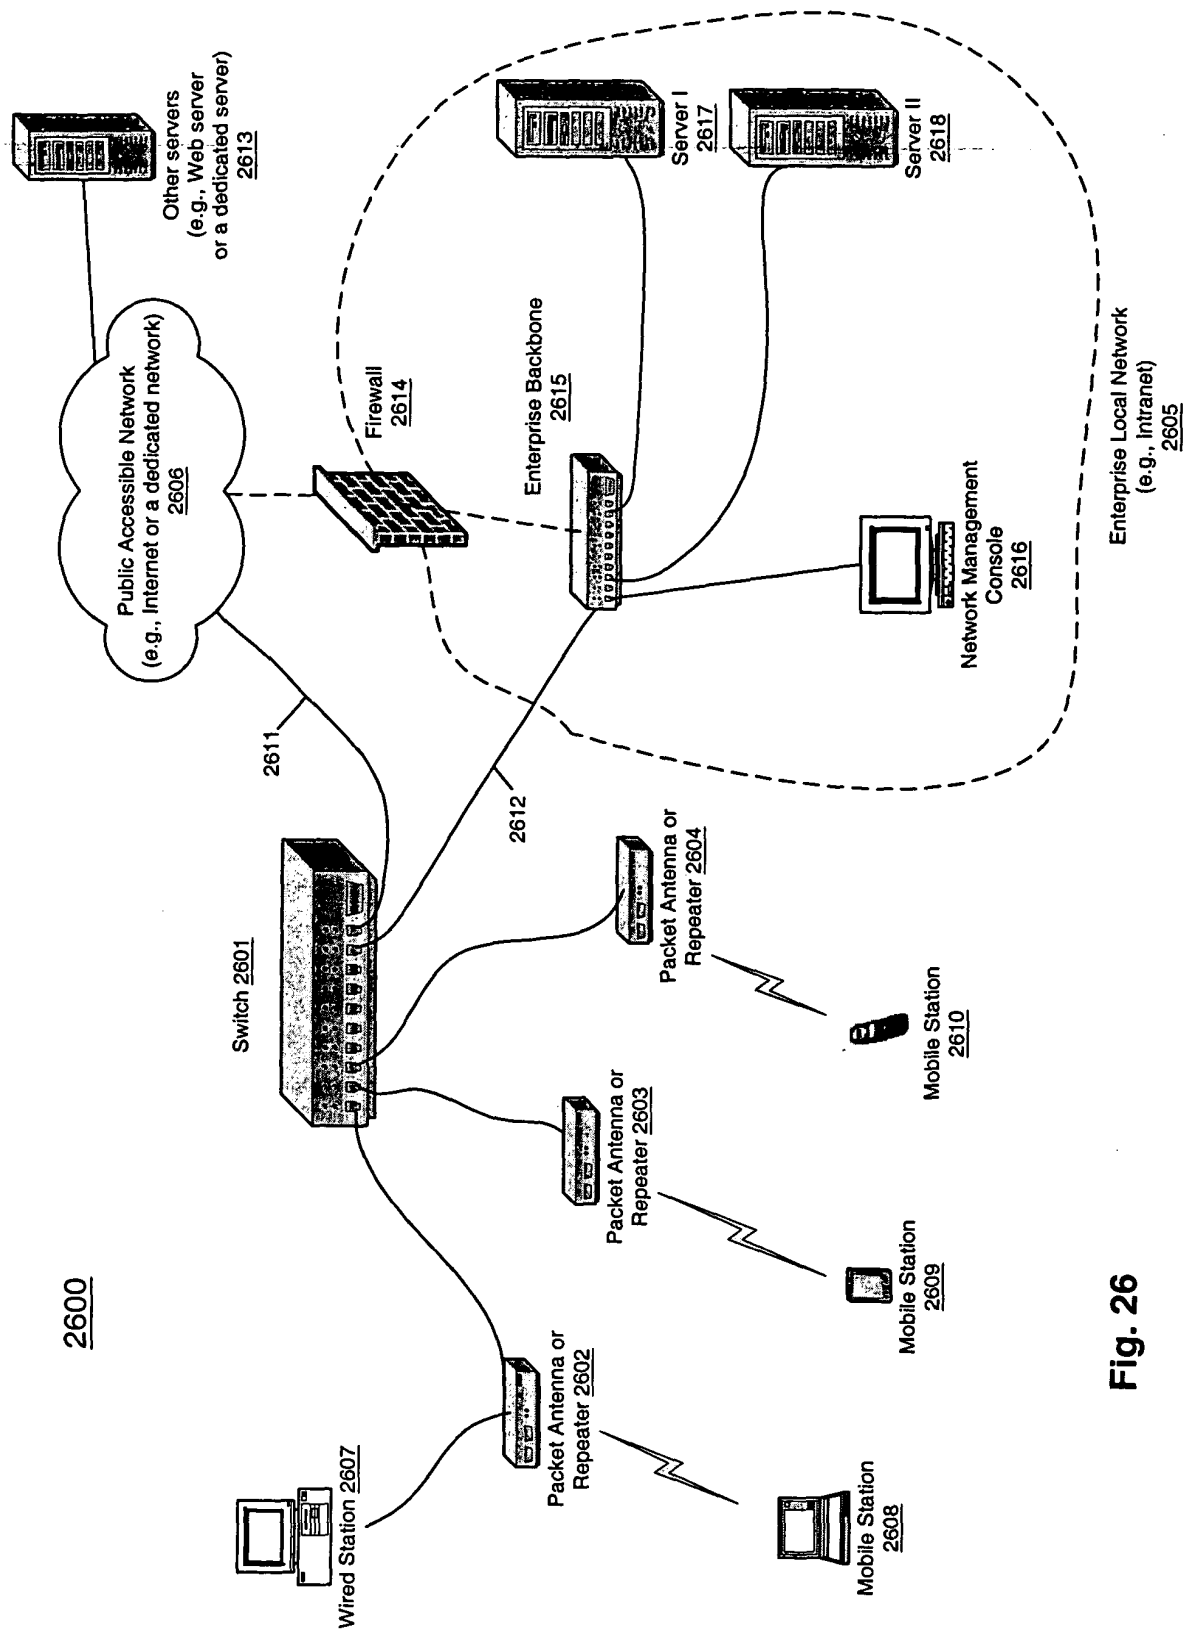 2600
Wired Station 2607
Switch 2601
2611
Public Accessible Network
(e.g., Internet or a dedicated network)
2606
Other servers
(e.g., Web server
or a dedicated server)
2613
Firewall
2614
2612
Enterprise Backbone
2615
Server I
2617
Server II
2618
Packet Antenna or
Repeater 2602
Packet Antenna or
Repeater 2603
Packet Antenna or
Repeater 2604
Mobile Station
2608
Mobile Station
2609
Mobile Station
2610
Network Management
Console
2616
Enterprise Local Network
(e.g., Intranet)
2605
Fig. 26